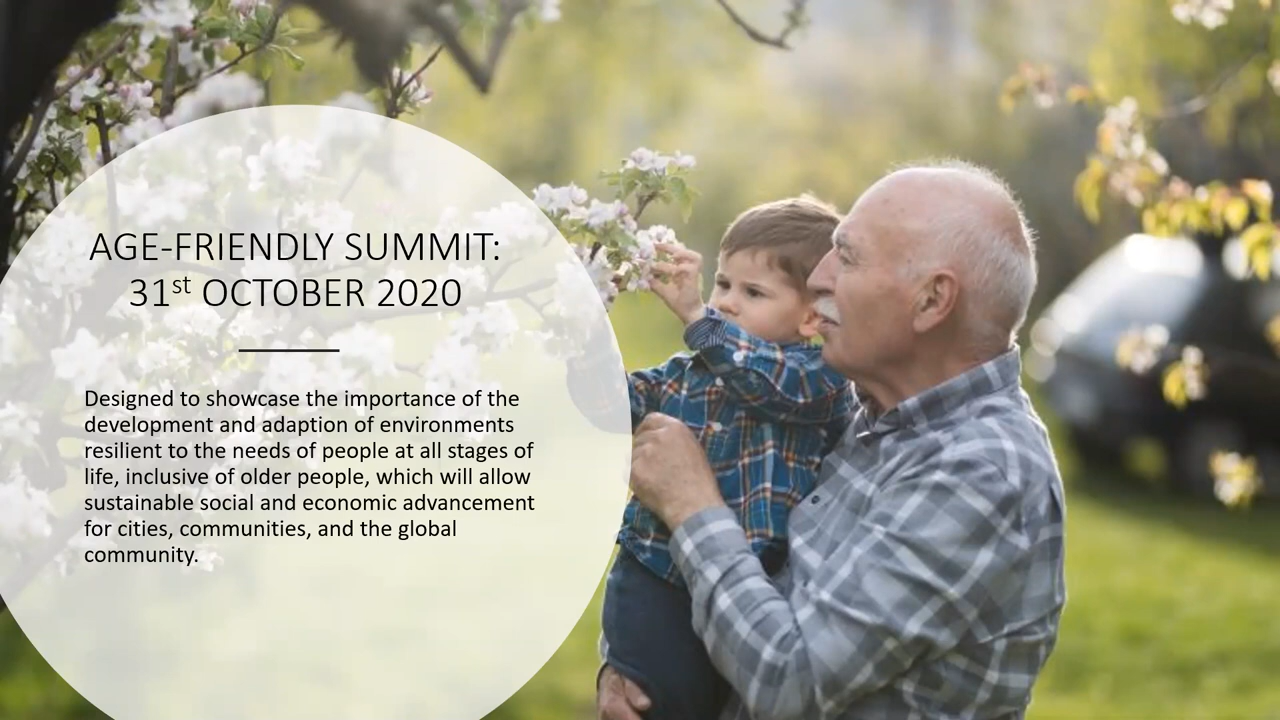 AGE-FRIENDLY SUMMIT:
31st OCTOBER 2020
Designed to showcase the importance of the
development and adaption of environments
resilient to the needs of people at all stages of
life, inclusive of older people, which will allow
sustainable social and economic advancement
for cities, communities, and the global
community.